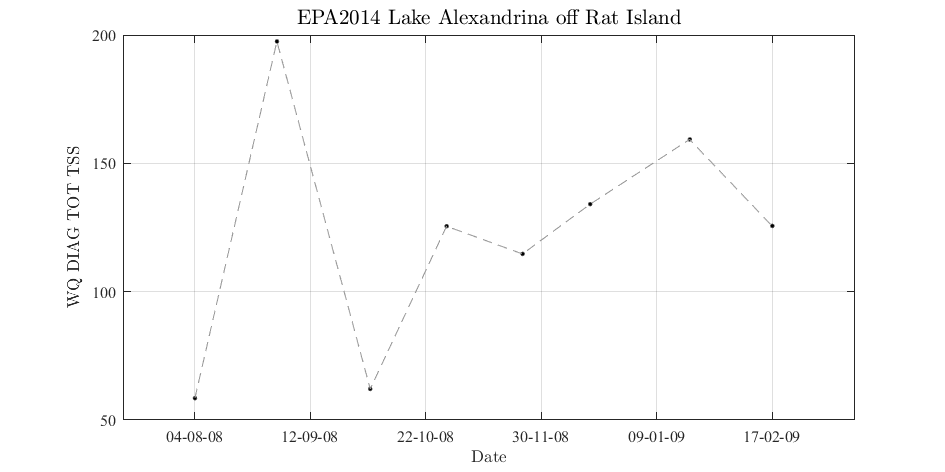 EPA2014 Lake Alexandrina off Rat Island
200
150
100
50
WQ DIAG TOT TSS
04-08-08 12-09-08 22-10-08 30-11-08 09-01-09 17-02-09
Date